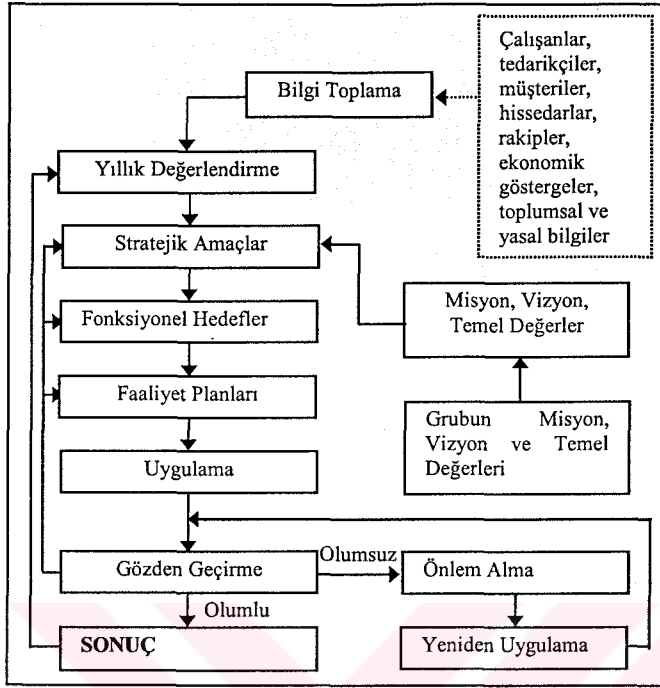 Çalışanlar,
tedarikçiler,
müşteriler,
hissedarlar,
rakipler,
ekonomik
göstergeler,
toplumsal ve
yasal bilgiler
Bilgi Toplama
Yıllık Değerlendirme
Stratejik Amaçlar
Misyon, Vizyon,
Temel Değerler
Fonksiyonel Hedefler
Faaliyet Planları
Grubun Misyon,
Vizyon ve Temel
Değerleri
Uygulama
Gözden Geçirme
Olumsuz
Önlem Alma
Olumlu
SONUÇ
Yeniden Uygulama